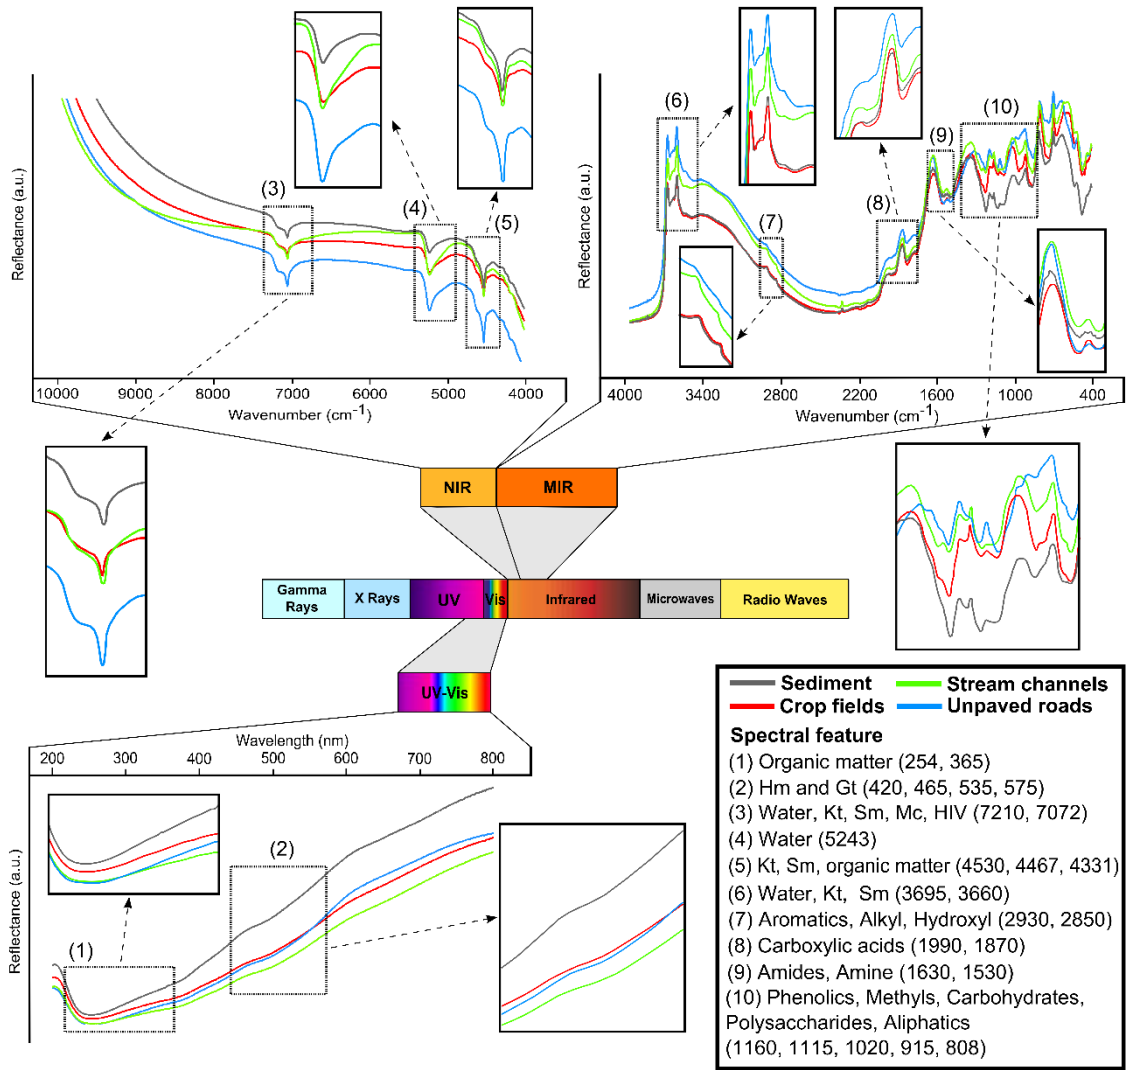 (3)
(4)
(5)
Reflectance (a.u.)
10000 9000 8000 7000 6000 5000 4000
Wavenumber (cm-1)
(6)
(7)
(8)
(9)
(10)
Reflectance (a.u.)
4000 3400 2800 2200 1600 1000 400
Wavenumber (cm-1)
NIR MIR
Gamma
Rays
X Rays
UV
Vis
Infrared
Microwaves
Radio Waves
UV-Vis
Wavelength (nm)
200 300 400 500 600 700 800
Reflectance (a.u.)
(1)
(2)
Sediment Stream channels
Crop fields Unpaved roads
Spectral feature
(1) Organic matter (254, 365)
(2) Hm and Gt (420, 465, 535, 575)
(3) Water, Kt, Sm, Mc, HIV (7210, 7072)
(4) Water (5243)
(5) Kt, Sm, organic matter (4530, 4467, 4331)
(6) Water, Kt, Sm (3695, 3660)
(7) Aromatics, Alkyl, Hydroxyl (2930, 2850)
(8) Carboxylic acids (1990, 1870)
(9) Amides, Amine (1630, 1530)
(10) Phenolics, Methyls, Carbohydrates,
Polysaccharides, Aliphatics
(1160, 1115, 1020, 915, 808)